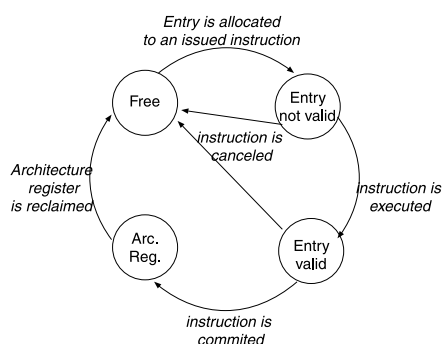 Entry is allocated
to an issued instruction
Free
Entry
not valid
instruction is
canceled
Architecture
register
is reclaimed
instruction is
executed
Arc.
Reg.
Entry
valid
instruction is
commited